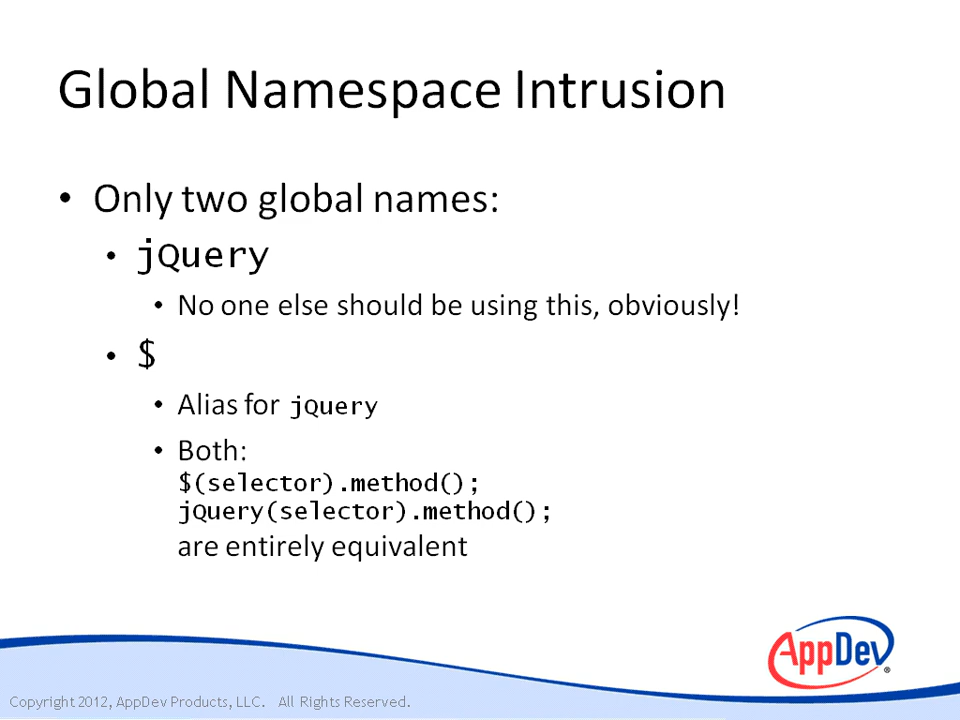 Global Namespace Intrusion
• Only two global names:
• jQuery
• No one else should be using this, obviously!
• $
• Alias for jQuery
• Both:
$(selector).method();
jQuery(selector).method();
are entirely equivalent
AppDev®
Copyright 2012, AppDev Products, LLC. All Rights Reserved.